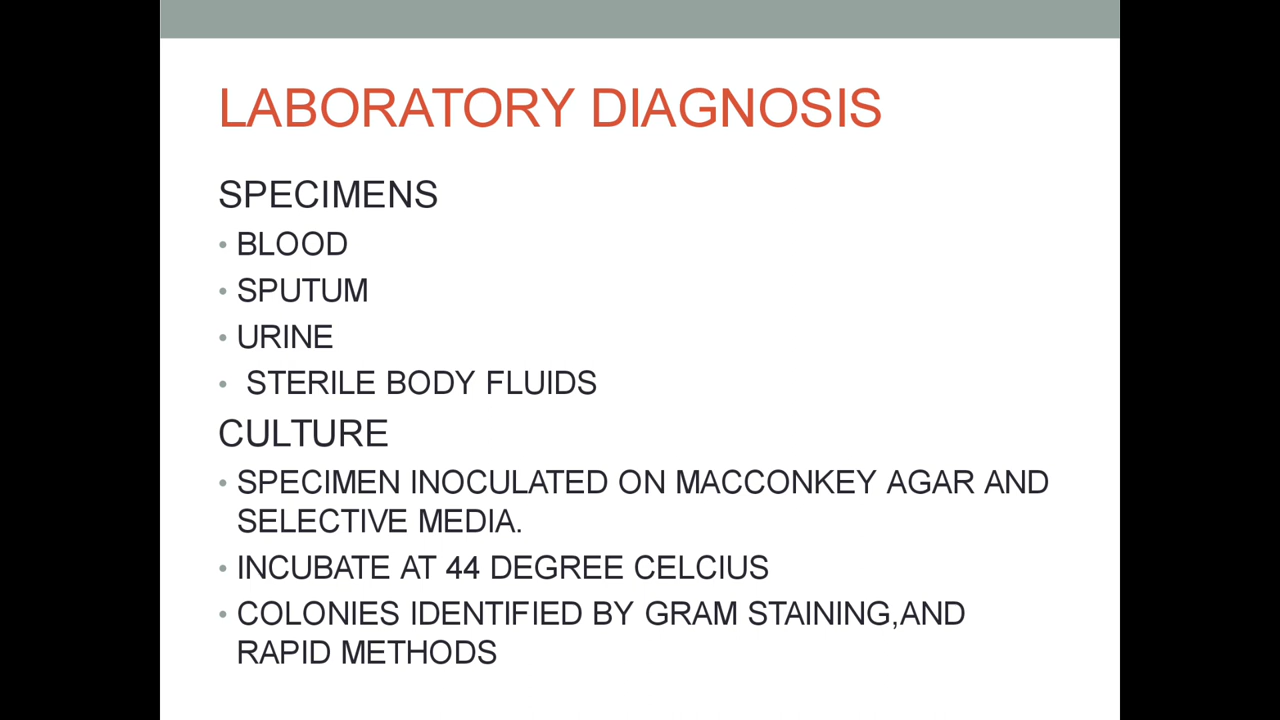 LABORATORY DIAGNOSIS
SPECIMENS
• BLOOD
• SPUTUM
• URINE
• STERILE BODY FLUIDS
CULTURE
• SPECIMEN INOCULATED ON MACCONKEY AGAR AND
SELECTIVE MEDIA.
• INCUBATE AT 44 DEGREE CELCIUS
• COLONIES IDENTIFIED BY GRAM STAINING,AND
RAPID METHODS